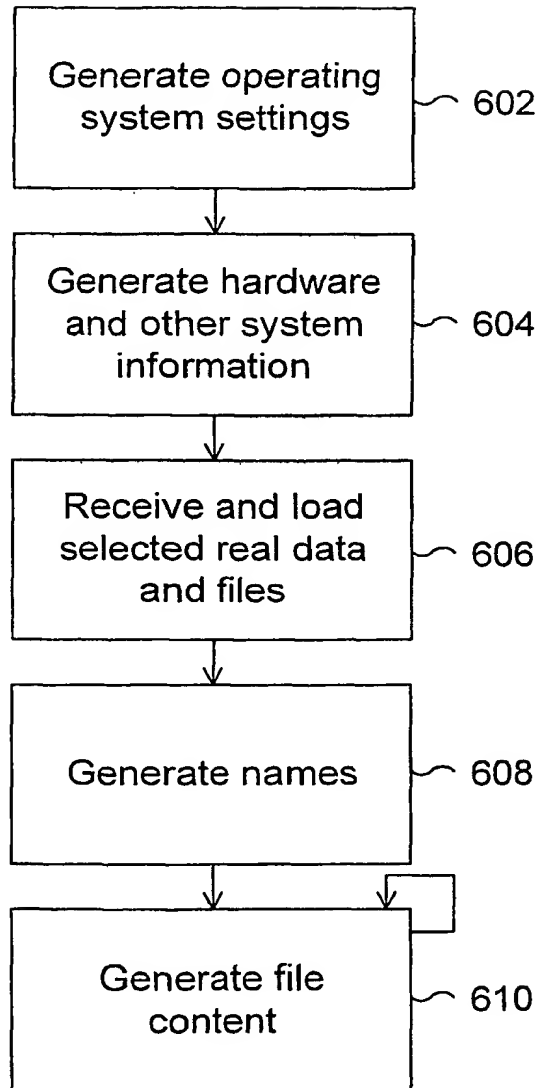 Generate operating
system settings
602
Generate hardware
and other system
information
604
Receive and load
selected real data
and files
606
Generate names
608
Generate file
content
610